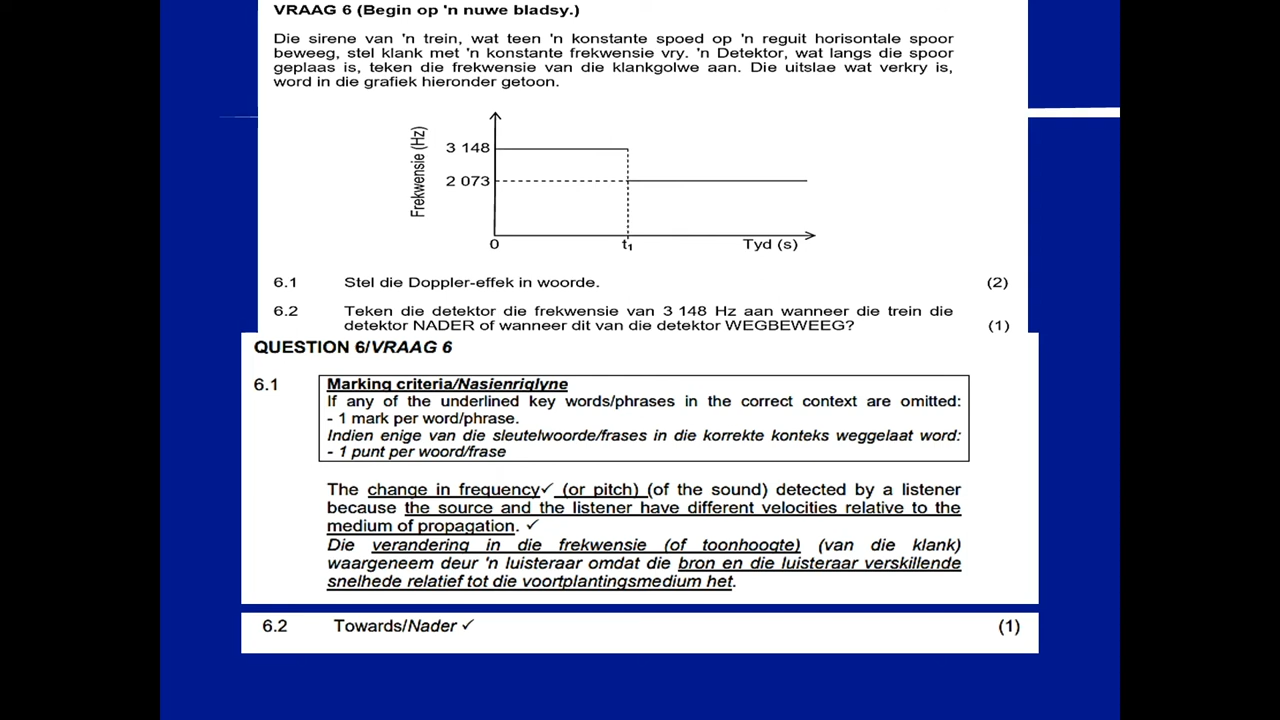 VRAAG 6 (Begin op 'n nuwe bladsy.)
Die sirene van 'n trein, wat teen 'n konstante spoed op 'n reguit horisontale spoor
beweeg, stel klank met 'n konstante frekwensie vry. 'n Detektor, wat langs die spoor
geplaas is, teken die frekwensie van die klankgolwe aan. Die uitslae wat verkry is,
word in die grafiek hieronder getoon.
Frekwensie (Hz)
3 148
2 073
0 t₁ Tyd (s)
6.1 Stel die Doppler-effek in woorde. (2)
6.2 Teken die detektor die frekwensie van 3 148 Hz aan wanneer die trein die
detektor NADER of wanneer dit van die detektor WEGBEWEEG? (1)
QUESTION 6/VRAAG 6
6.1 Marking criteria/Nasienriglyne
If any of the underlined key words/phrases in the correct context are omitted:
- 1 mark per word/phrase.
Indien enige van die sleutelwoorde/frases in die korrekte konteks weggelaat word:
- 1 punt per woord/frase
The change in frequency✓ (or pitch) (of the sound) detected by a listener
because the source and the listener have different velocities relative to the
medium of propagation. ✓
Die verandering in die frekwensie (of toonhoogte) (van die klank)
waargeneem deur 'n luisteraar omdat die bron en die luisteraar verskillende
snelhede relatief tot die voortplantingsmedium het.
6.2 Towards/Nader ✓ (1)